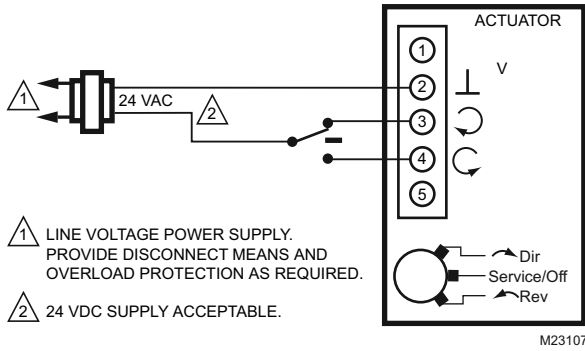 ACTUATOR
1
V
2
24 VAC
1
2
3
4
5
1 LINE VOLTAGE POWER SUPPLY.
PROVIDE DISCONNECT MEANS AND
OVERLOAD PROTECTION AS REQUIRED.
2 24 VDC SUPPLY ACCEPTABLE.
Dir
Service/Off
Rev
M23107